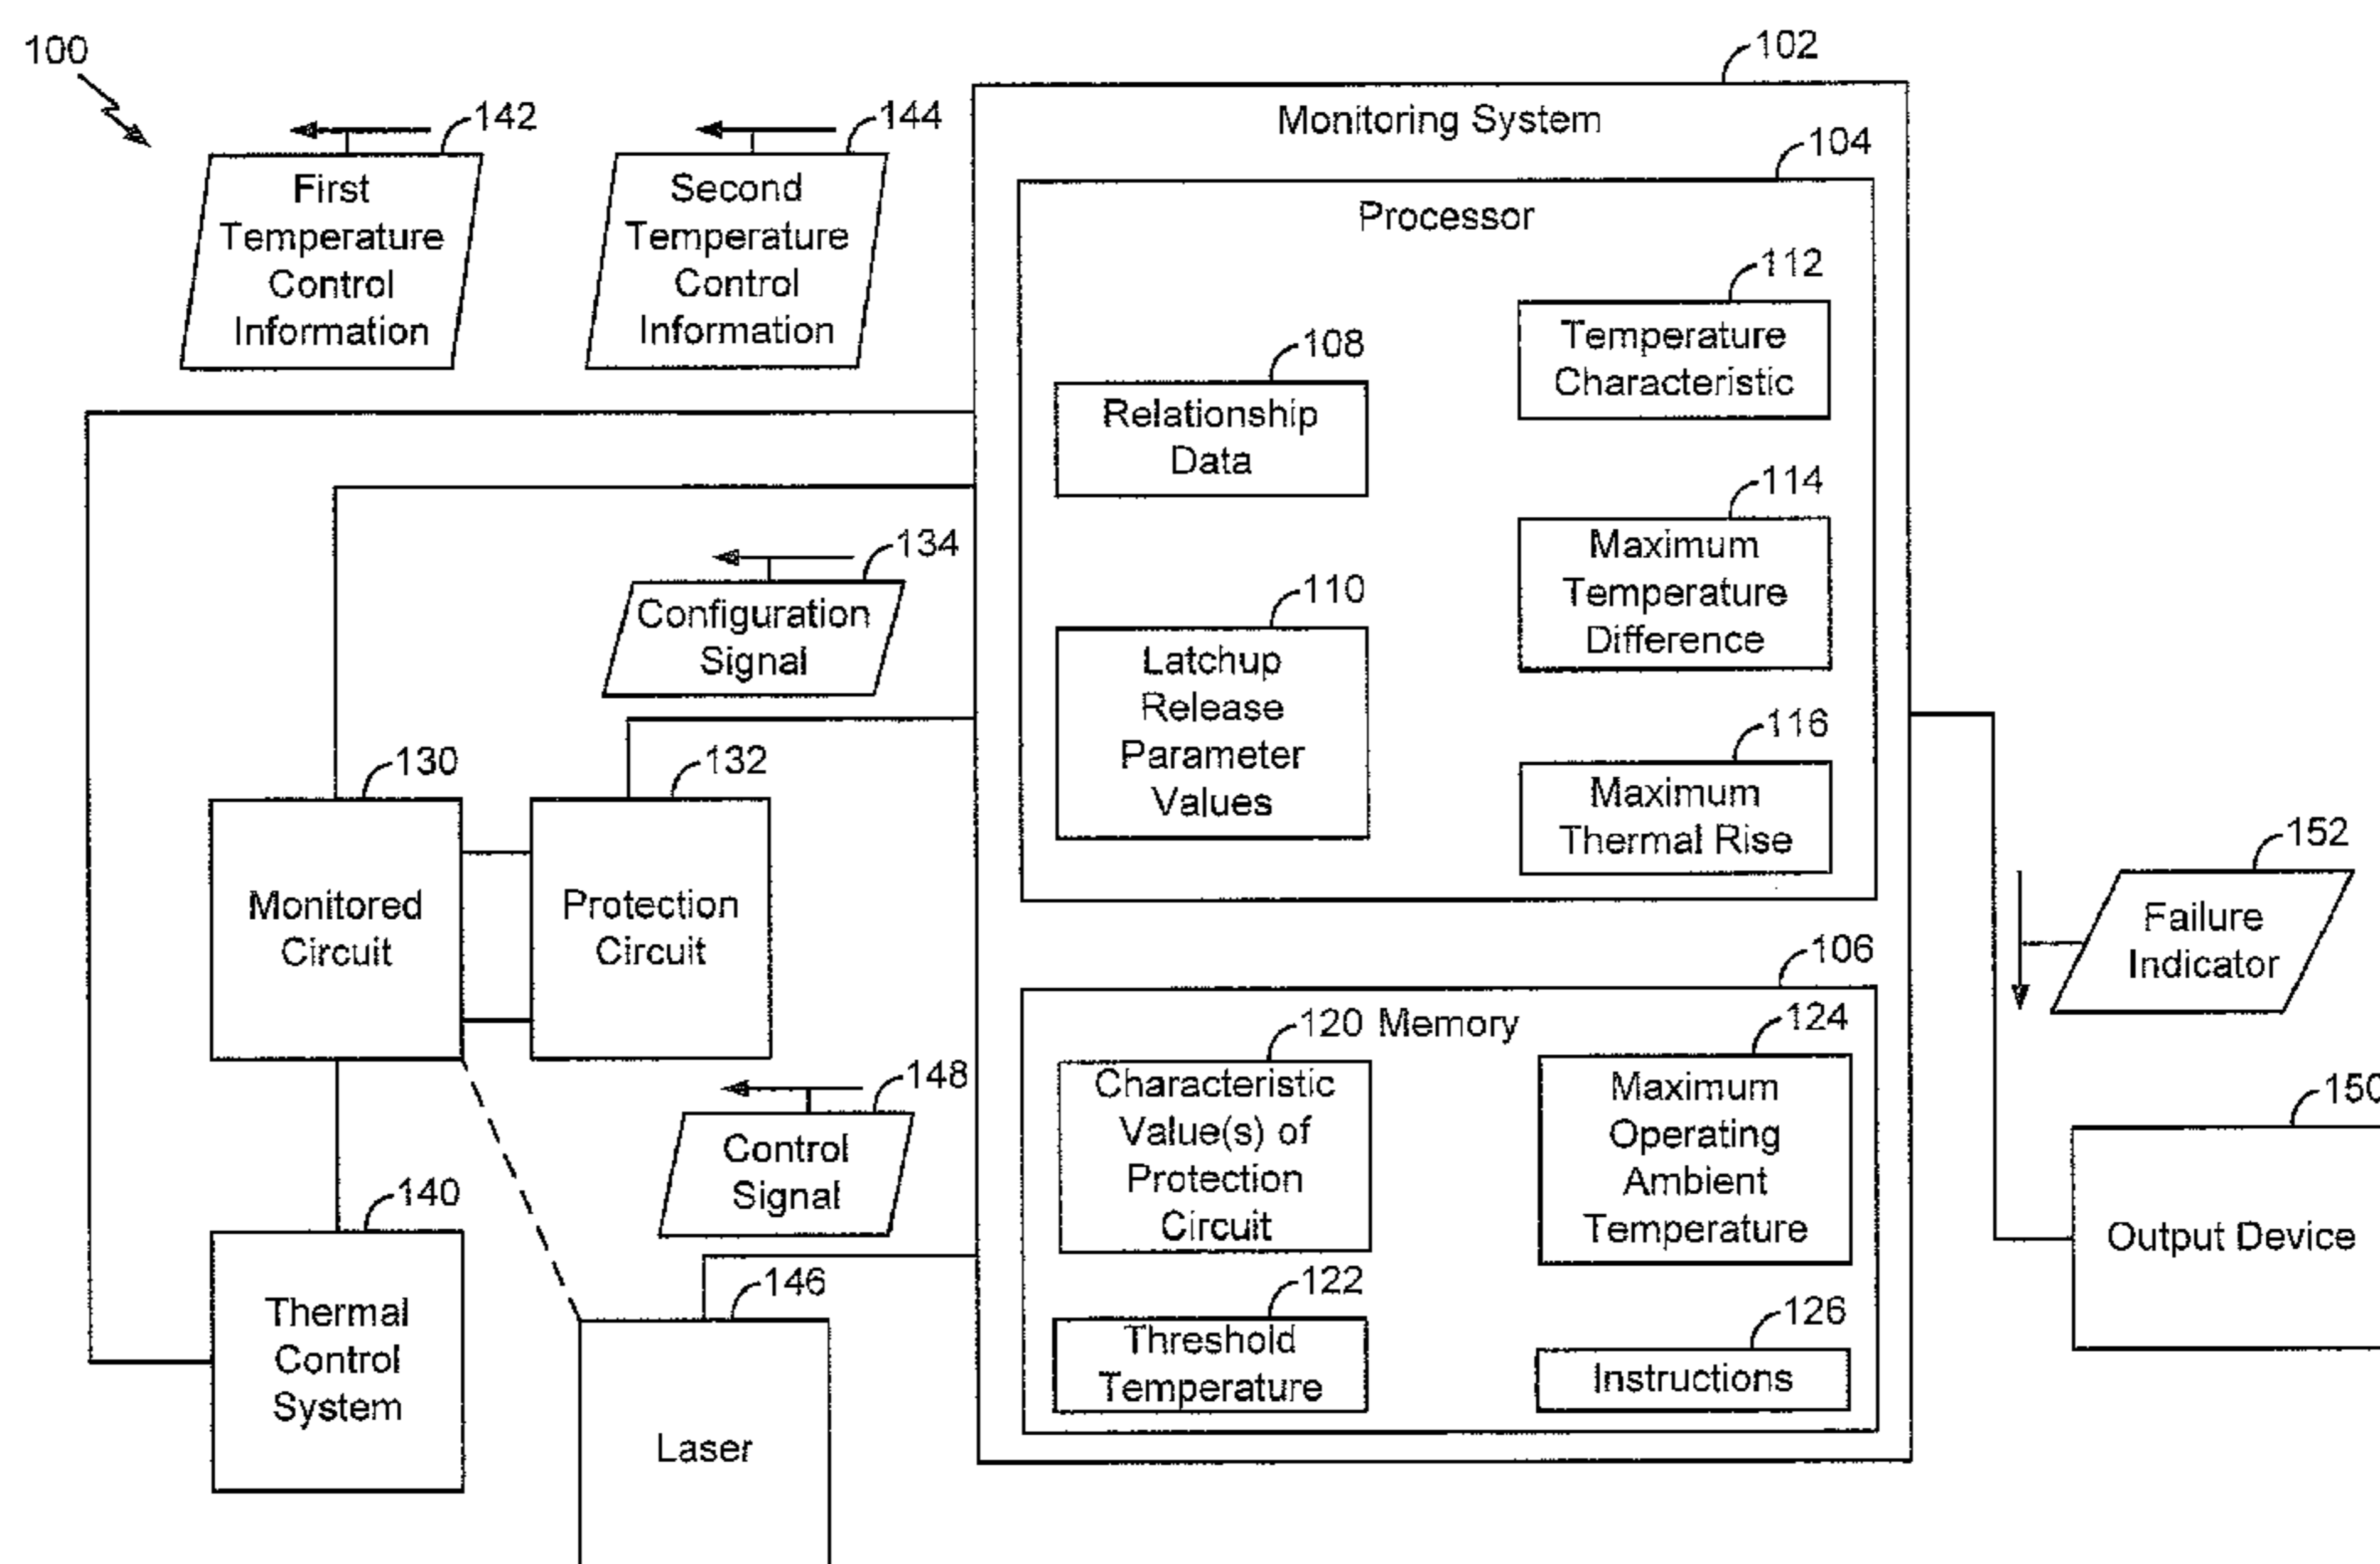 100
142
First
Temperature
Control
Information
144
Second
Temperature
Control
Information
102
Monitoring System
104
Processor
108
Relationship
Data
112
Temperature
Characteristic
114
Maximum
Temperature
Difference
110
Latchup
Release
Parameter
Values
116
Maximum
Thermal Rise
134
Configuration
Signal
130
Monitored
Circuit
132
Protection
Circuit
106
Memory
120
Characteristic
Value(s) of
Protection
Circuit
124
Maximum
Operating
Ambient
Temperature
122
Threshold
Temperature
126
Instructions
148
Control
Signal
140
Thermal
Control
System
146
Laser
152
Failure
Indicator
150
Output Device